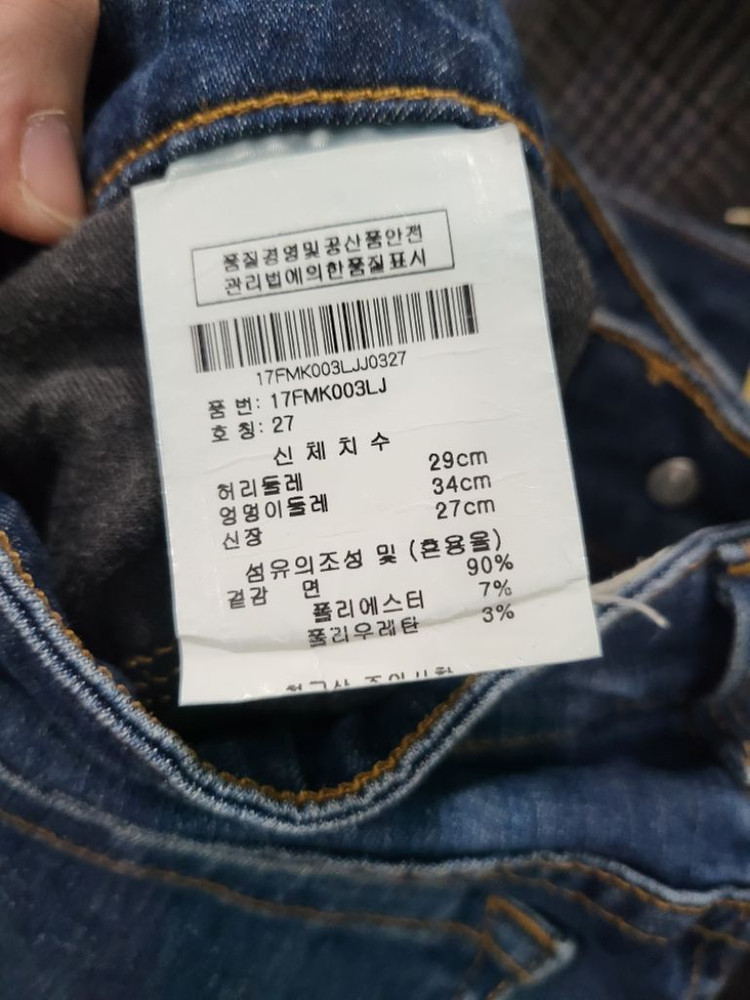 품질경영및공산품안전
관리법에의한품질표시
17FMK003LJJ0327
품 번: 17FMK003LJ
호 칭: 27
신 체 치 수
허리둘레 29cm
엉덩이둘레 34cm
신장 27cm
섬유의조성 및 (혼용율)
겉감 면 90%
폴리에스터 7%
폴리우레탄 3%